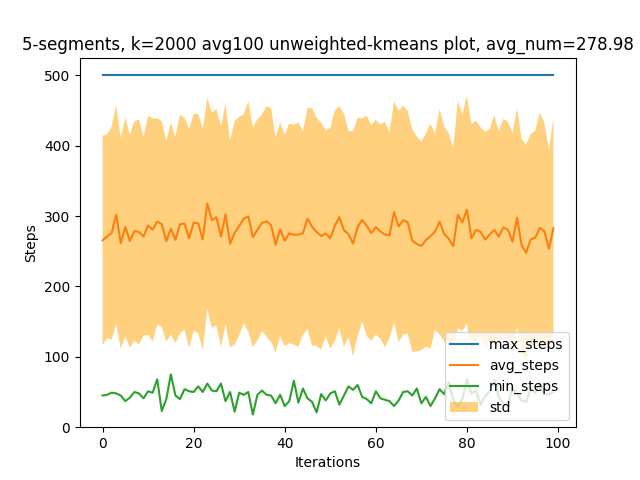 5-segments, k=2000 avg100 unweighted-kmeans plot, avg_num=278.98
500
400
300
200
100
0
Steps
0 20 40 60 80 100
Iterations
max_steps
avg_steps
min_steps
std